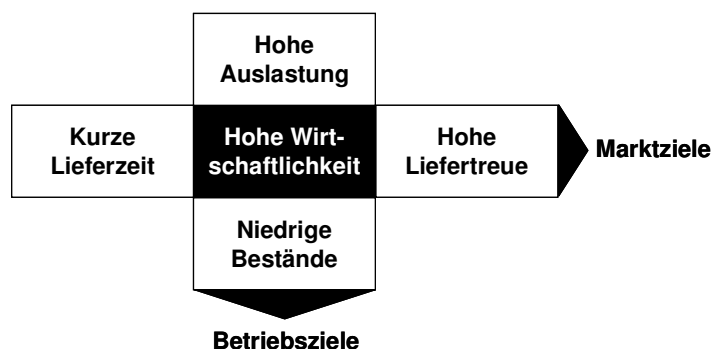 Hohe
Auslastung
Kurze
Lieferzeit
Hohe Wirt-
schaftlichkeit
Hohe
Liefertreue
Marktziele
Niedrige
Bestände
Betriebsziele